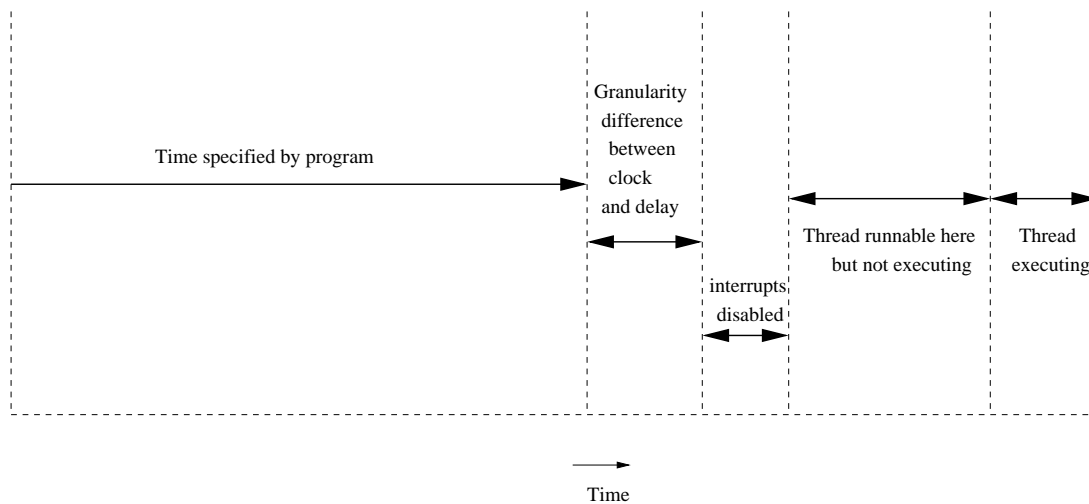 Time specified by program
Granularity
difference
between
clock
and delay
interrupts
disabled
Thread runnable here
but not executing
Thread
executing
Time